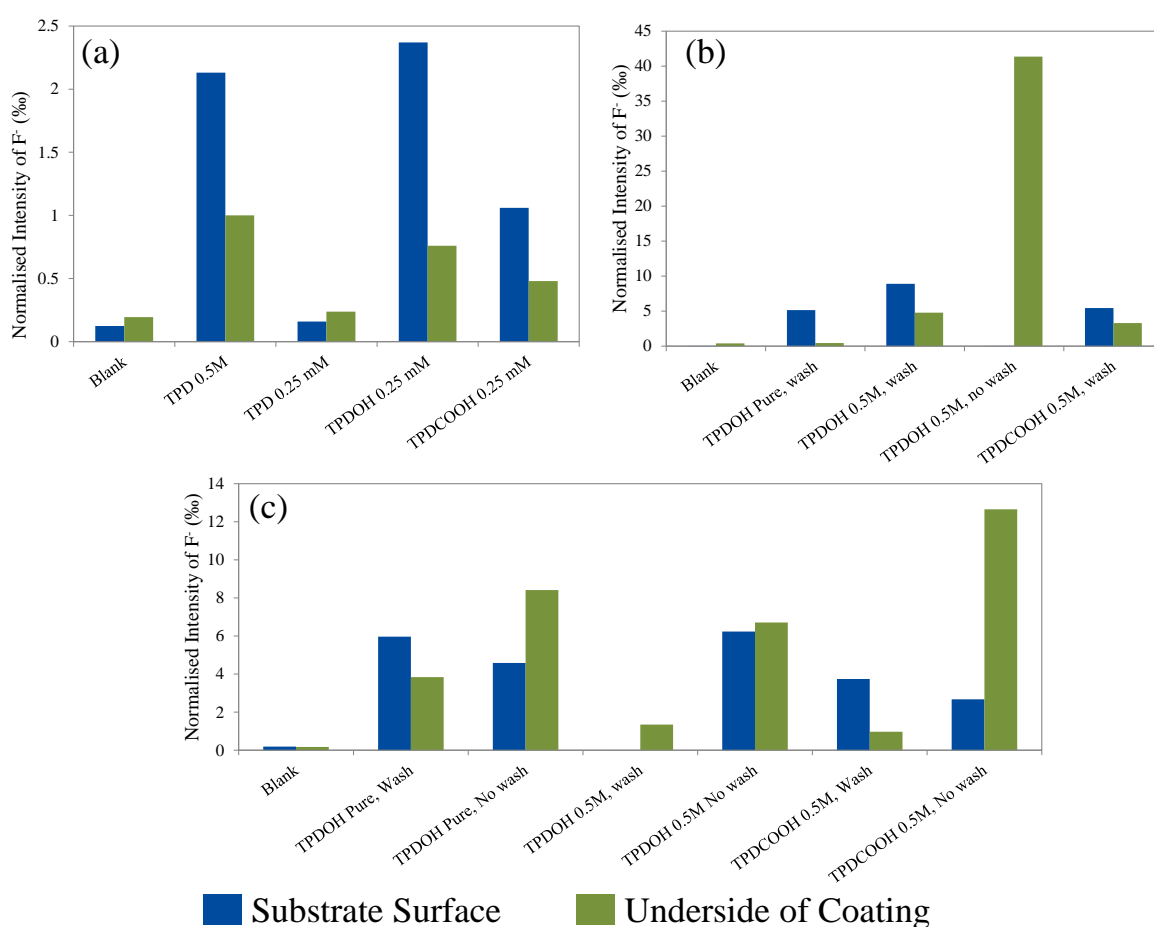 (a)
Normalised Intensity of F- (‰)
2.5
2
1.5
1
0.5
0
Blank
TPD 0.5M
TPD 0.25 mM
TPDOH 0.25 mM
TPDCOOH 0.25 mM
(b)
Normalised Intensity of F- (‰)
45
40
35
30
25
20
15
10
5
0
Blank
TPDOH Pure, wash
TPDOH 0.5M, wash
TPDOH 0.5M, no wash
TPDCOOH 0.5M, wash
(c)
Normalised Intensity of F- (‰)
14
12
10
8
6
4
2
0
Blank
TPDOH Pure, Wash
TPDOH Pure, No wash
TPDOH 0.5M, wash
TPDOH 0.5M No wash
TPDCOOH 0.5M, Wash
TPDCOOH 0.5M, No wash
Substrate Surface
Underside of Coating